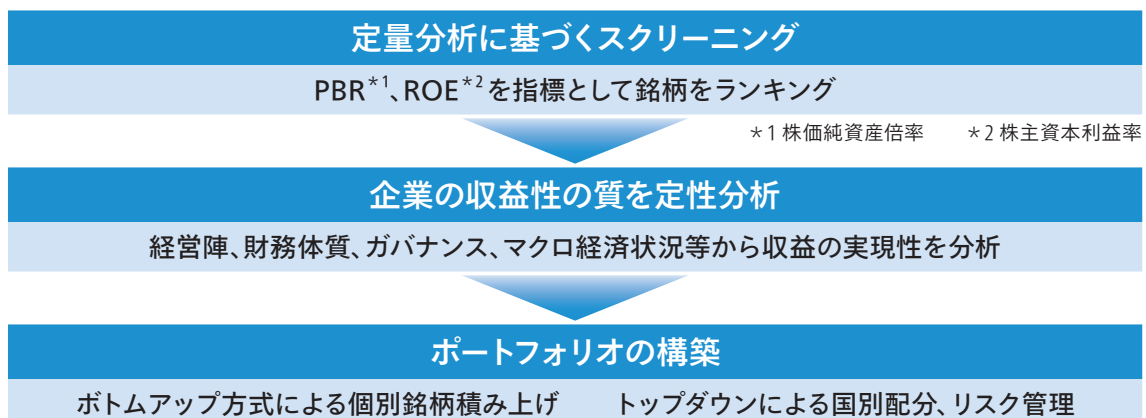 定量分析に基づくスクリーニング
PBR*1、ROE*2を指標として銘柄をランキング
*1 株価純資産倍率 *2 株主資本利益率
企業の収益性の質を定性分析
経営陣、財務体質、ガバナンス、マクロ経済状況等から収益の実現性を分析
ポートフォリオの構築
ボトムアップ方式による個別銘柄積み上げ トップダウンによる国別配分、リスク管理